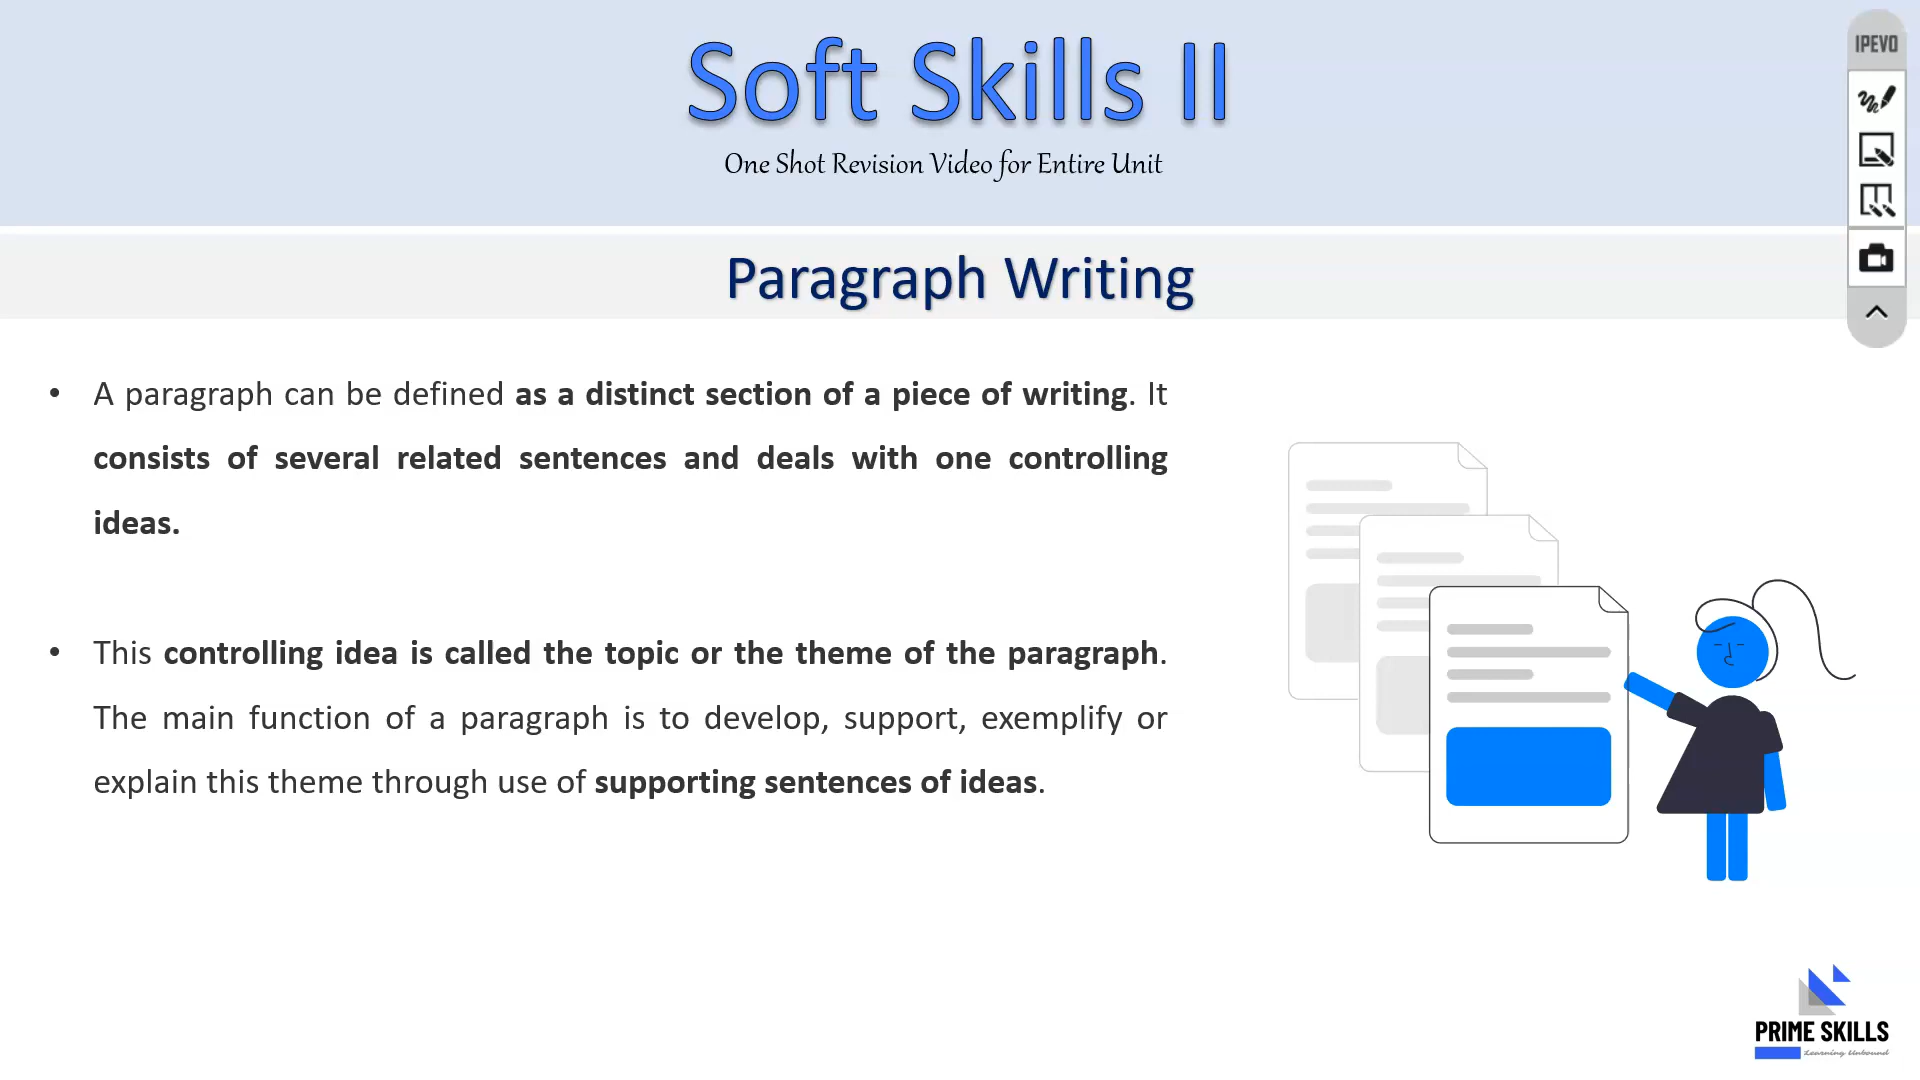 Soft Skills II
One Shot Revision Video for Entire Unit
IPEVO
Paragraph Writing
• A paragraph can be defined as a distinct section of a piece of writing. It
consists of several related sentences and deals with one controlling
ideas.
• This controlling idea is called the topic or the theme of the paragraph.
The main function of a paragraph is to develop, support, exemplify or
explain this theme through use of supporting sentences of ideas.
PRIME SKILLS
Learning Unbound